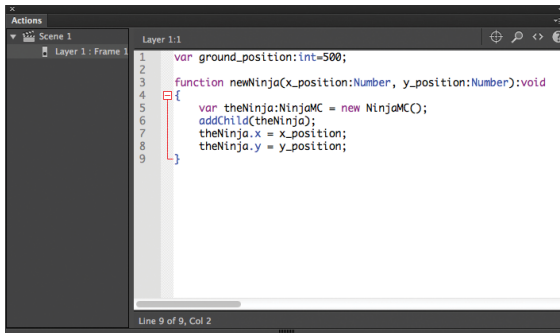 Actions
Scene 1
Layer 1 : Frame 1
Layer 1:1
1 var ground_position:int=500;
2
3 function newNinja(x_position:Number, y_position:Number):void
4 {
5 var theNinja:NinjaMC = new NinjaMC();
6 addChild(theNinja);
7 theNinja.x = x_position;
8 theNinja.y = y_position;
9 }
Line 9 of 9, Col 2